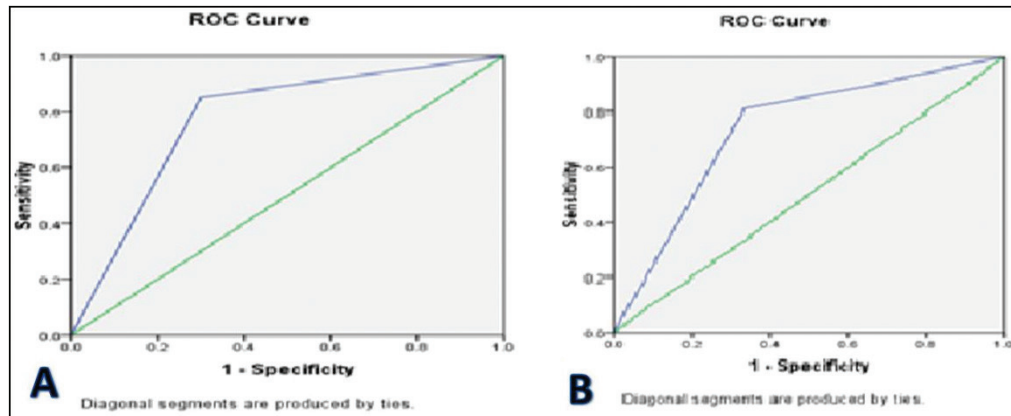 ROC Curve
1.0
0.8
0.6
0.4
0.2
0.0
Sensitivity
0.0 0.2 0.4 0.6 0.8 1.0
1 - Specificity
A
Diagonal segments are produced by ties.
ROC Curve
1.0
0.8
0.6
0.4
0.2
0.0
Sensitivity
0.0 0.2 0.4 0.6 0.8 1.0
1 - Specificity
B
Diagonal segments are produced by ties.